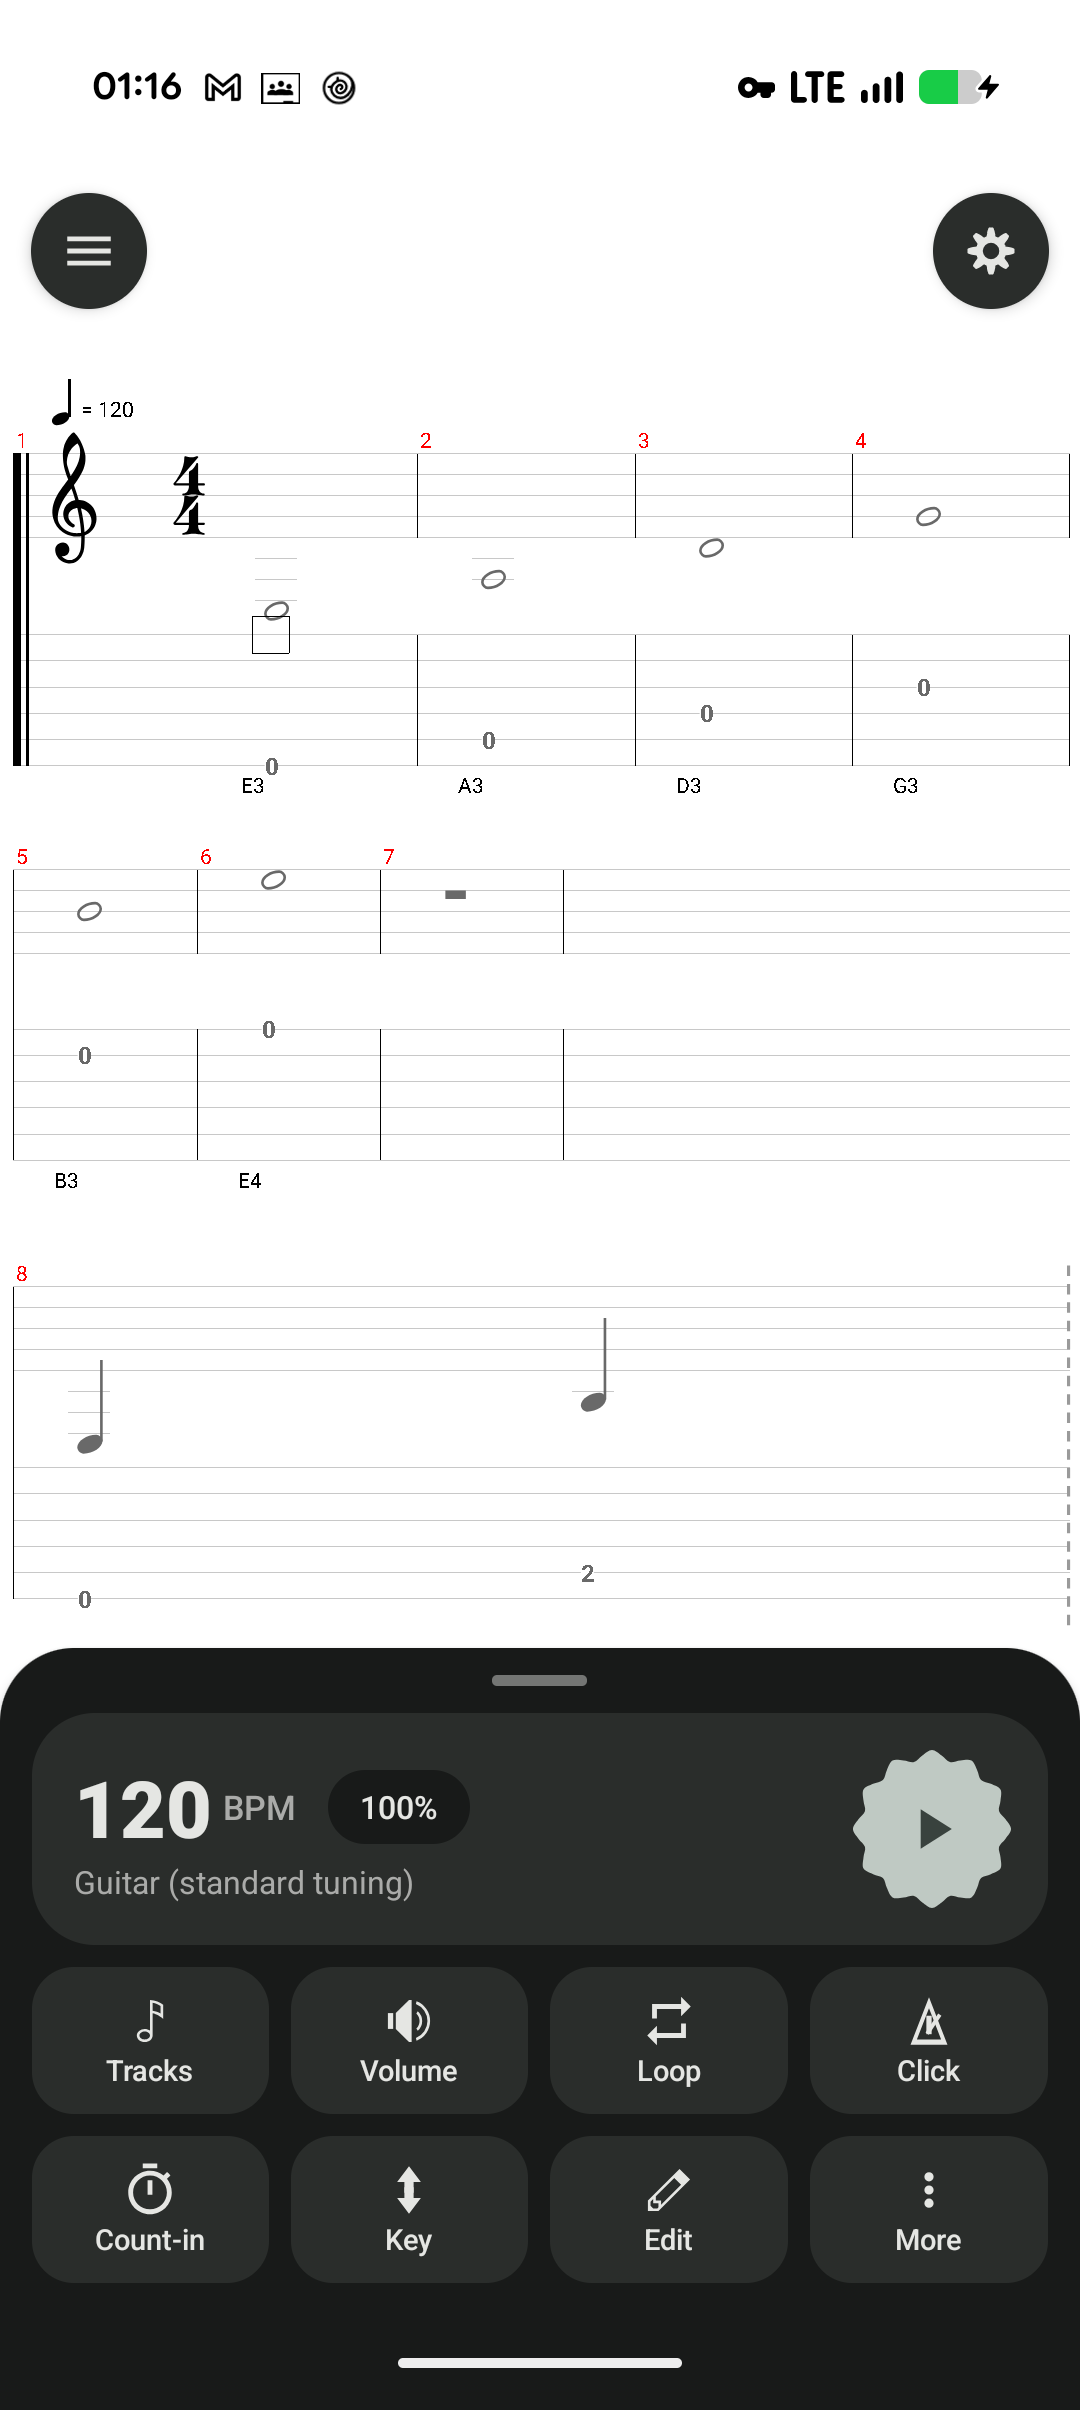 01:16 LTE
= 120
1 2 3 4
4
4
0 0 0 0
E3 A3 D3 G3
5 6 7
0 0
B3 E4
8
0 2
120 BPM 100%
Guitar (standard tuning)
Tracks Volume Loop Click
Count-in Key Edit More